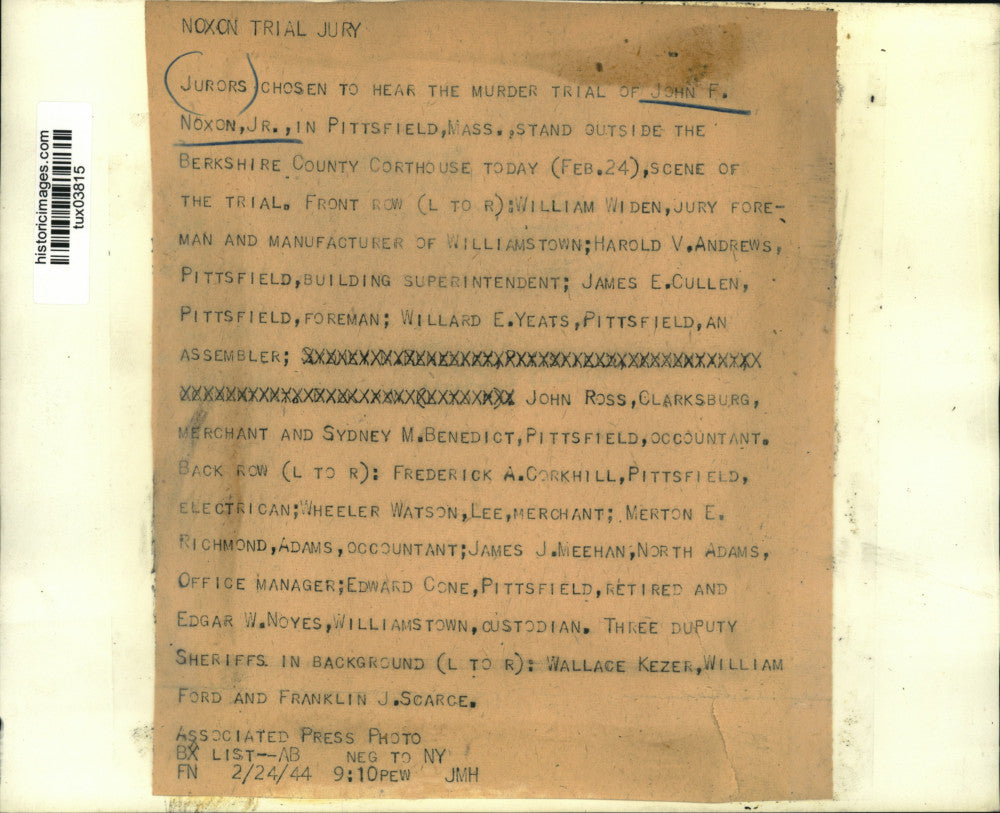 NOXON TRIAL JURY
JURORS CHOSEN TO HEAR THE MURDER TRIAL OF JOHN F.
NOXON,JR.,IN PITTSFIELD,MASS.,STAND OUTSIDE THE
BERKSHIRE COUNTY CORTHOUSE TODAY (FEB.24),SCENE OF
THE TRIAL. FRONT ROW (L TO R):WILLIAM WIDEN,JURY FORE-
MAN AND MANUFACTURER OF WILLIAMSTOWN;HAROLD V.ANDREWS,
PITTSFIELD,BUILDING SUPERINTENDENT; JAMES E.CULLEN,
PITTSFIELD,FOREMAN; WILLARD E.YEATS,PITTSFIELD,AN
ASSEMBLER;
JOHN ROSS,CLARKSBURG,
MERCHANT AND SYDNEY M.BENEDICT,PITTSFIELD,OCCOUNTANT.
BACK ROW (L TO R): FREDERICK A.CORKHILL,PITTSFIELD,
ELECTRICAN;WHEELER WATSON,LEE,MERCHANT; MERTON E.
RICHMOND,ADAMS,OCCOUNTANT;JAMES J.MEEHAN,NORTH ADAMS,
OFFICE MANAGER;EDWARD CONE,PITTSFIELD,RETIRED AND
EDGAR W.NOYES,WILLIAMSTOWN,CUSTODIAN. THREE DUPUTY
SHERIFFS IN BACKGROUND (L TO R): WALLACE KEZER,WILLIAM
FORD AND FRANKLIN J.SCARCE.
ASSOCIATED PRESS PHOTO
BX LIST--AB NEG TO NY
FN 2/24/44 9:10PEW JMH
historicimages.com
tux03815